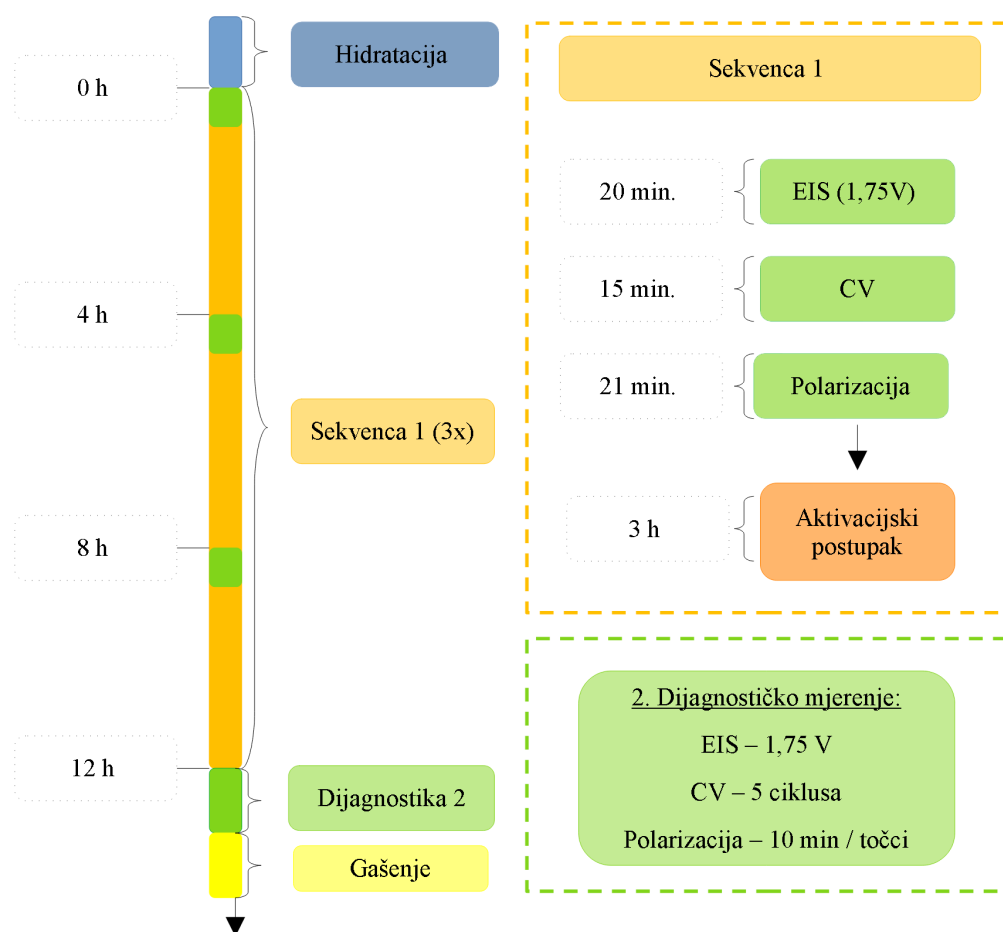 Hidratacija
0 h
4 h
Sekvenca 1 (3x)
8 h
12 h
Dijagnostika 2
Gašenje
Sekvenca 1
20 min.
EIS (1,75V)
15 min.
CV
21 min.
Polarizacija
3 h
Aktivacijski
postupak
2. Dijagnostičko mjerenje:
EIS – 1,75 V
CV – 5 ciklusa
Polarizacija – 10 min / točci